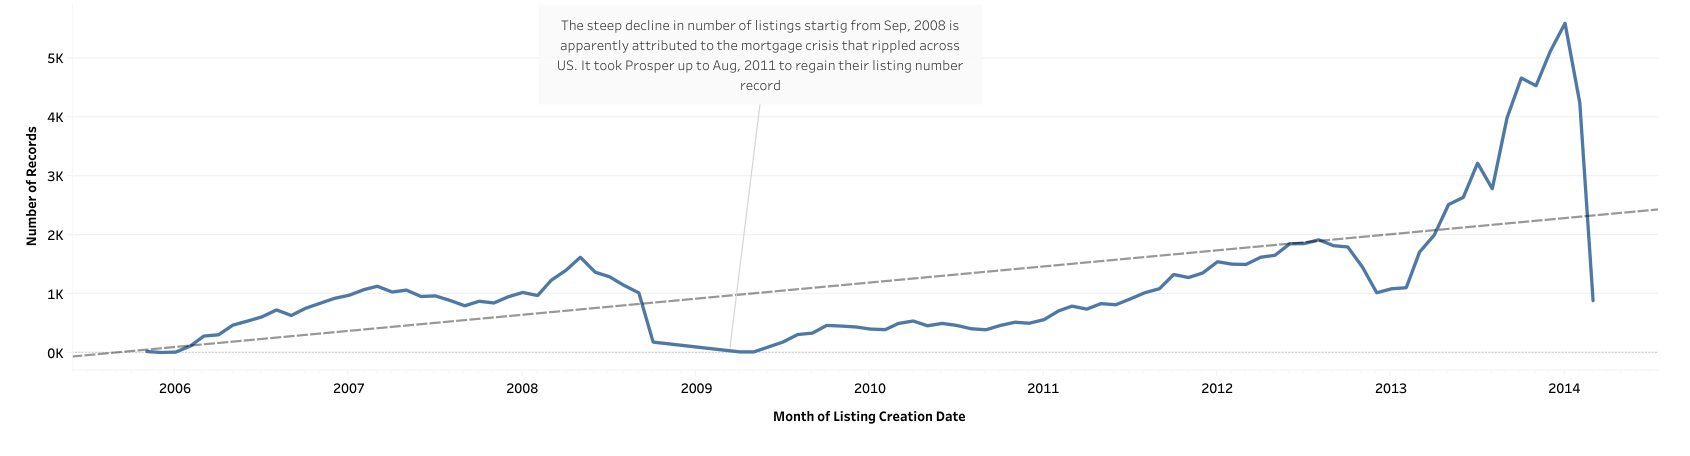 The steep decline in number of listings startig from Sep, 2008 is
apparently attributed to the mortgage crisis that rippled across
US. It took Prosper up to Aug, 2011 to regain their listing number
record
5K
4K
3K
2K
1K
0K
Number of Records
2006 2007 2008 2009 2010 2011 2012 2013 2014
Month of Listing Creation Date